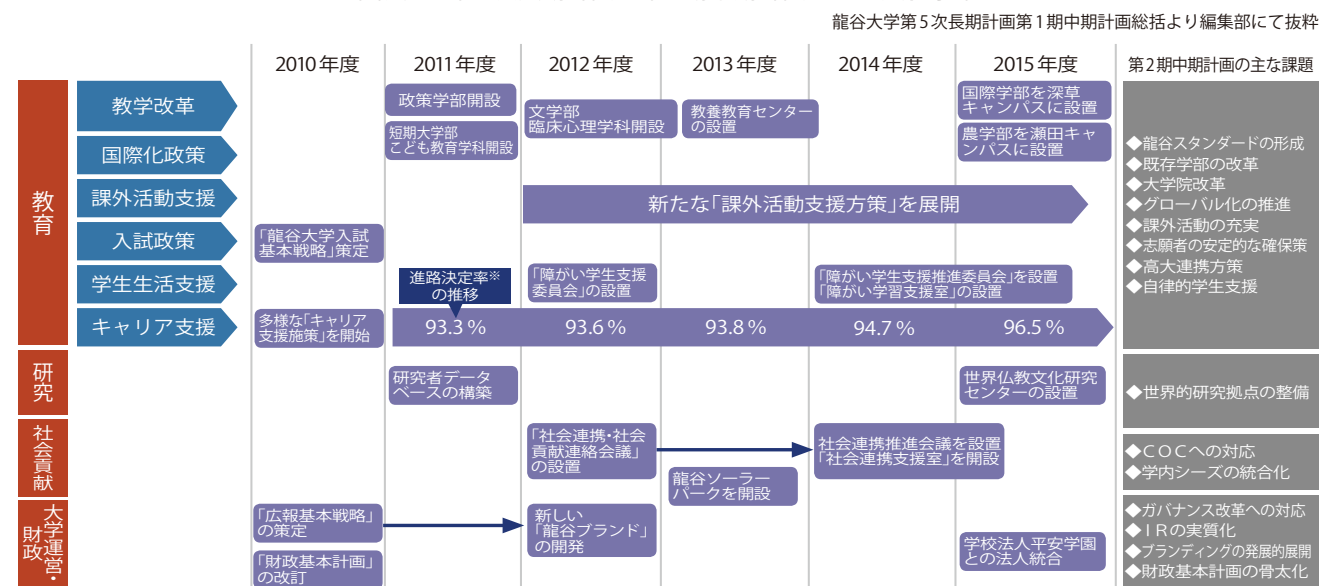 龍谷大学第5次長期計画第1期中期計画総括より編集部にて抜粋
2010年度
2011年度
2012年度
2013年度
2014年度
2015年度
第2期中期計画の主な課題
教育
教学改革
政策学部開設
短期大学部
こども教育学科開設
文学部
臨床心理学科開設
教養教育センター
の設置
国際学部を深草
キャンパスに設置
農学部を瀬田キャ
ンパスに設置
国際化政策
課外活動支援
新たな「課外活動支援方策」を展開
入試政策
「龍谷大学入試
基本戦略」策定
学生生活支援
進路決定率※
の推移
「障がい学生支援
委員会」の設置
「障がい学生支援推進委員会」を設置
「障がい学習支援室」の設置
キャリア支援
多様な「キャリア
支援施策」を開始
93.3%
93.6%
93.8%
94.7%
96.5%
◆龍谷スタンダードの形成
◆既存学部の改革
◆大学院改革
◆グローバル化の推進
◆課外活動の充実
◆志願者の安定的な確保策
◆高大連携方策
◆自律的学生支援
研究
研究者データ
ベースの構築
世界仏教文化研究
センターの設置
◆世界的研究拠点の整備
社会貢献
「社会連携・社会
貢献連絡会議」
の設置
龍谷ソーラー
パークを開設
社会連携推進会議を設置
「社会連携支援室」を開設
◆COCへの対応
◆学内シーズの統合化
大学運営・
財政
「広報基本戦略」
の策定
「財政基本計画」
の改訂
新しい
「龍谷ブランド」
の開発
学校法人平安学園
との法人統合
◆ガバナンス改革への対応
◆IRの実質化
◆ブランディングの発展的展開
◆財政基本計画の骨太化